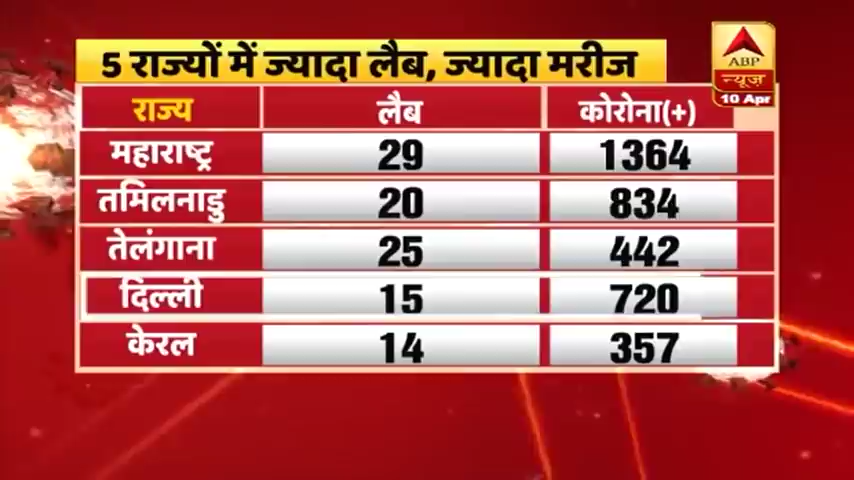 5 राज्यों में ज्यादा लैब, ज्यादा मरीज
ABP
न्यूज़
10 Apr
राज्य लैब कोरोना(+)
महाराष्ट्र 29 1364
तमिलनाडु 20 834
तेलंगाना 25 442
दिल्ली 15 720
केरल 14 357